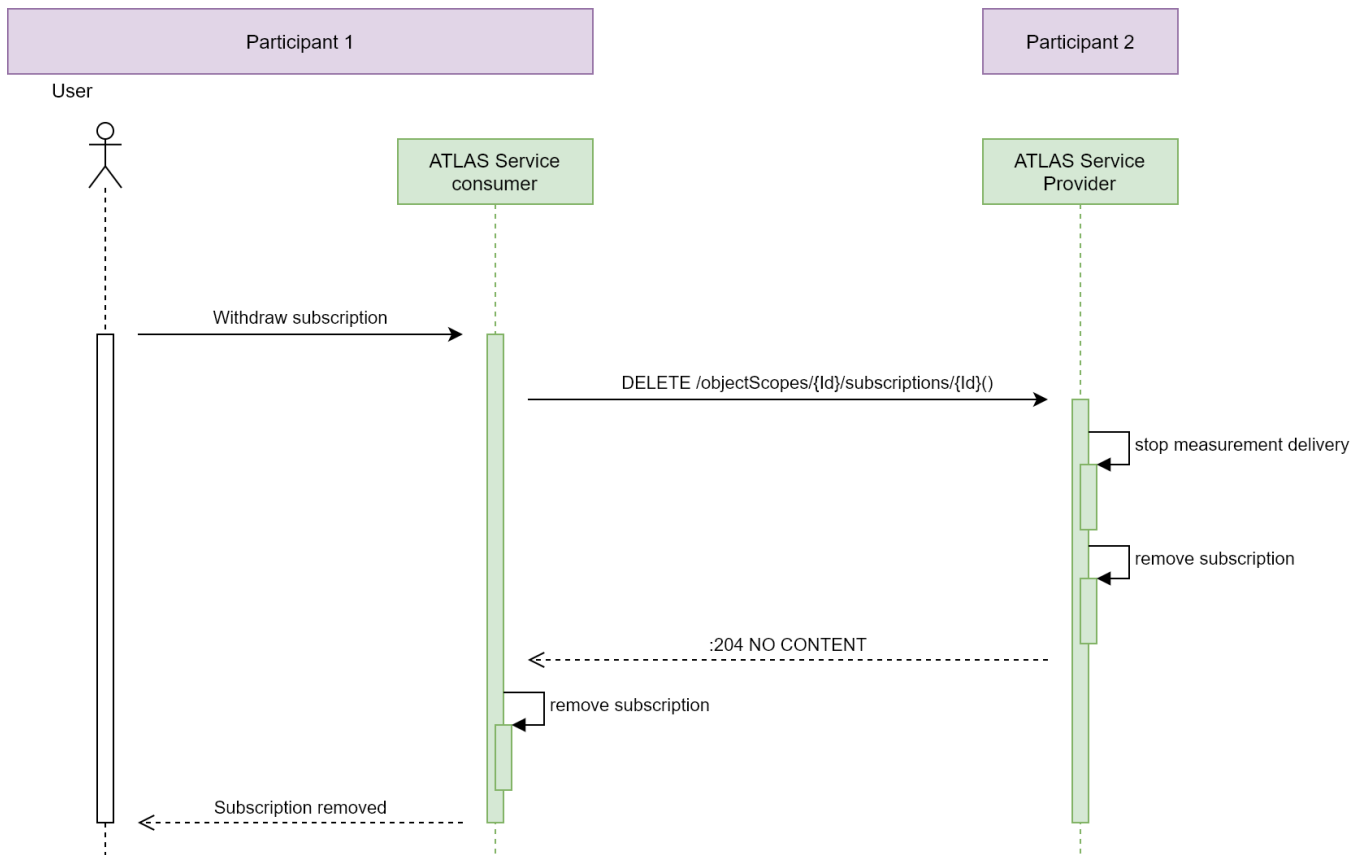 Participant 1
Participant 2
User
ATLAS Service
consumer
ATLAS Service
Provider
Withdraw subscription
DELETE /objectScopes/{Id}/subscriptions/{Id}()
stop measurement delivery
remove subscription
:204 NO CONTENT
remove subscription
Subscription removed